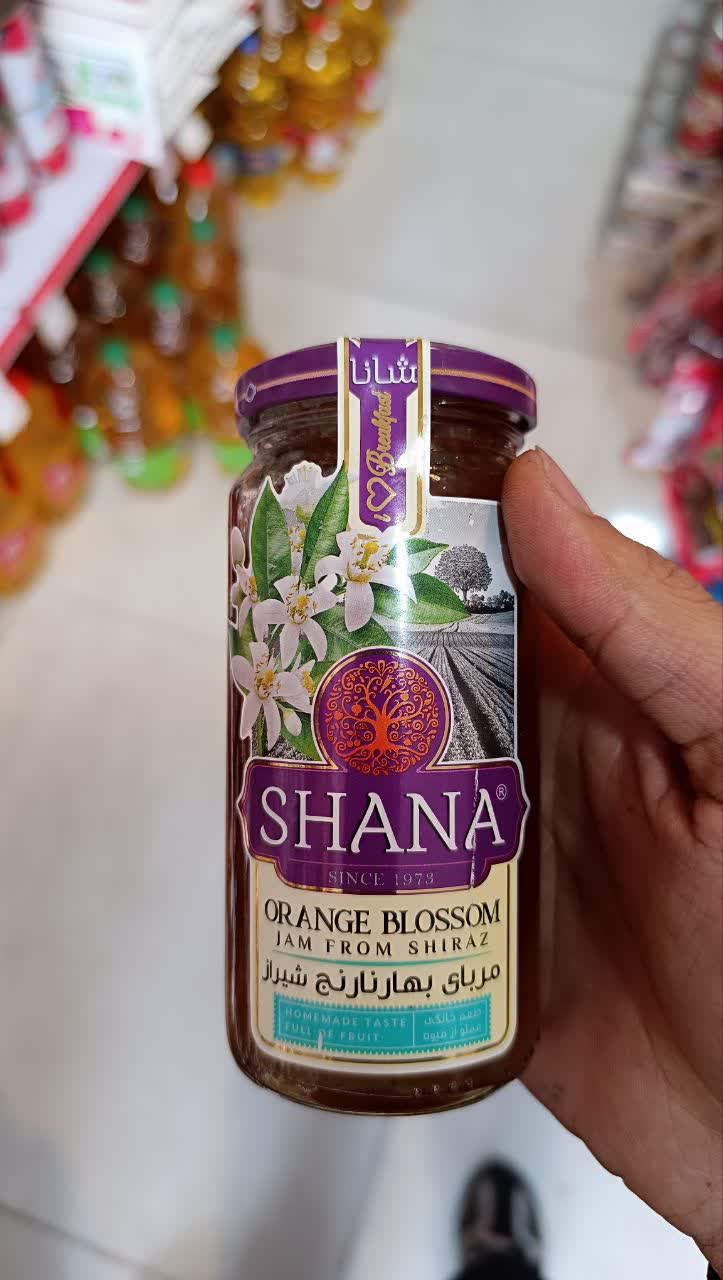 شانا
I ♡ Breakfast
SHANA®
SINCE 1973
ORANGE BLOSSOM
JAM FROM SHIRAZ
مربای بهارنارنج شیراز
HOMEMADE TASTE
FULL OF FRUIT
طعم خانگی
مملو از میوه